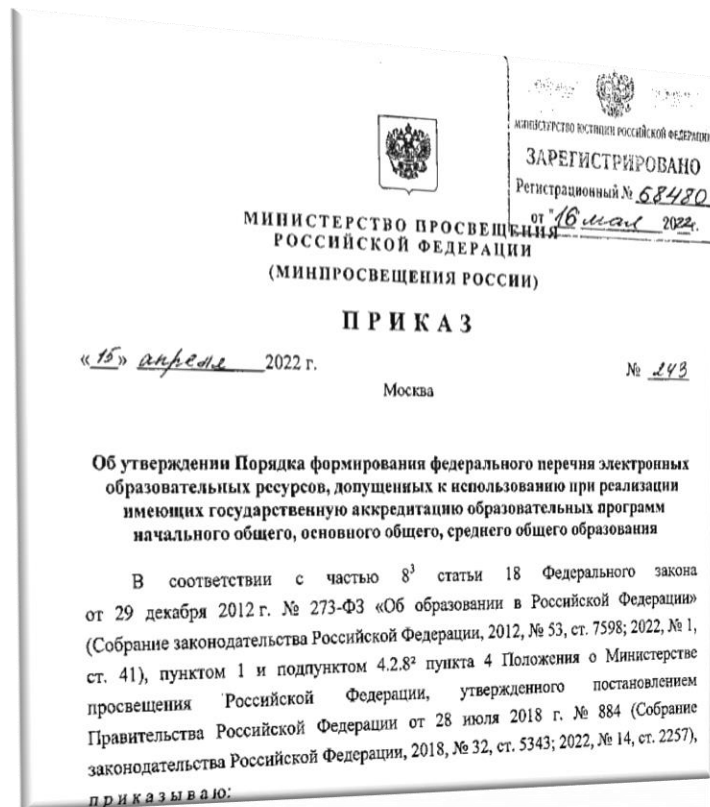 МИНИСТЕРСТВО ЮСТИЦИИ РОССИЙСКОЙ ФЕДЕРАЦИИ
ЗАРЕГИСТРИРОВАНО
Регистрационный № 68480
от "16 мая 2022г.
МИНИСТЕРСТВО ПРОСВЕЩЕНИЯ
РОССИЙСКОЙ ФЕДЕРАЦИИ
(МИНПРОСВЕЩЕНИЯ РОССИИ)
ПРИКАЗ
«15» апреля 2022 г.
№ 243
Москва
Об утверждении Порядка формирования федерального перечня электронных
образовательных ресурсов, допущенных к использованию при реализации
имеющих государственную аккредитацию образовательных программ
начального общего, основного общего, среднего общего образования
В соответствии с частью 8³ статьи 18 Федерального закона
от 29 декабря 2012 г. № 273-ФЗ «Об образовании в Российской Федерации»
(Собрание законодательства Российской Федерации, 2012, № 53, ст. 7598; 2022, № 1,
ст. 41), пунктом 1 и подпунктом 4.2.8² пункта 4 Положения о Министерстве
просвещения Российской Федерации, утвержденного постановлением
Правительства Российской Федерации от 28 июля 2018 г. № 884 (Собрание
законодательства Российской Федерации, 2018, № 32, ст. 5343; 2022, № 14, ст. 2257),
приказываю: